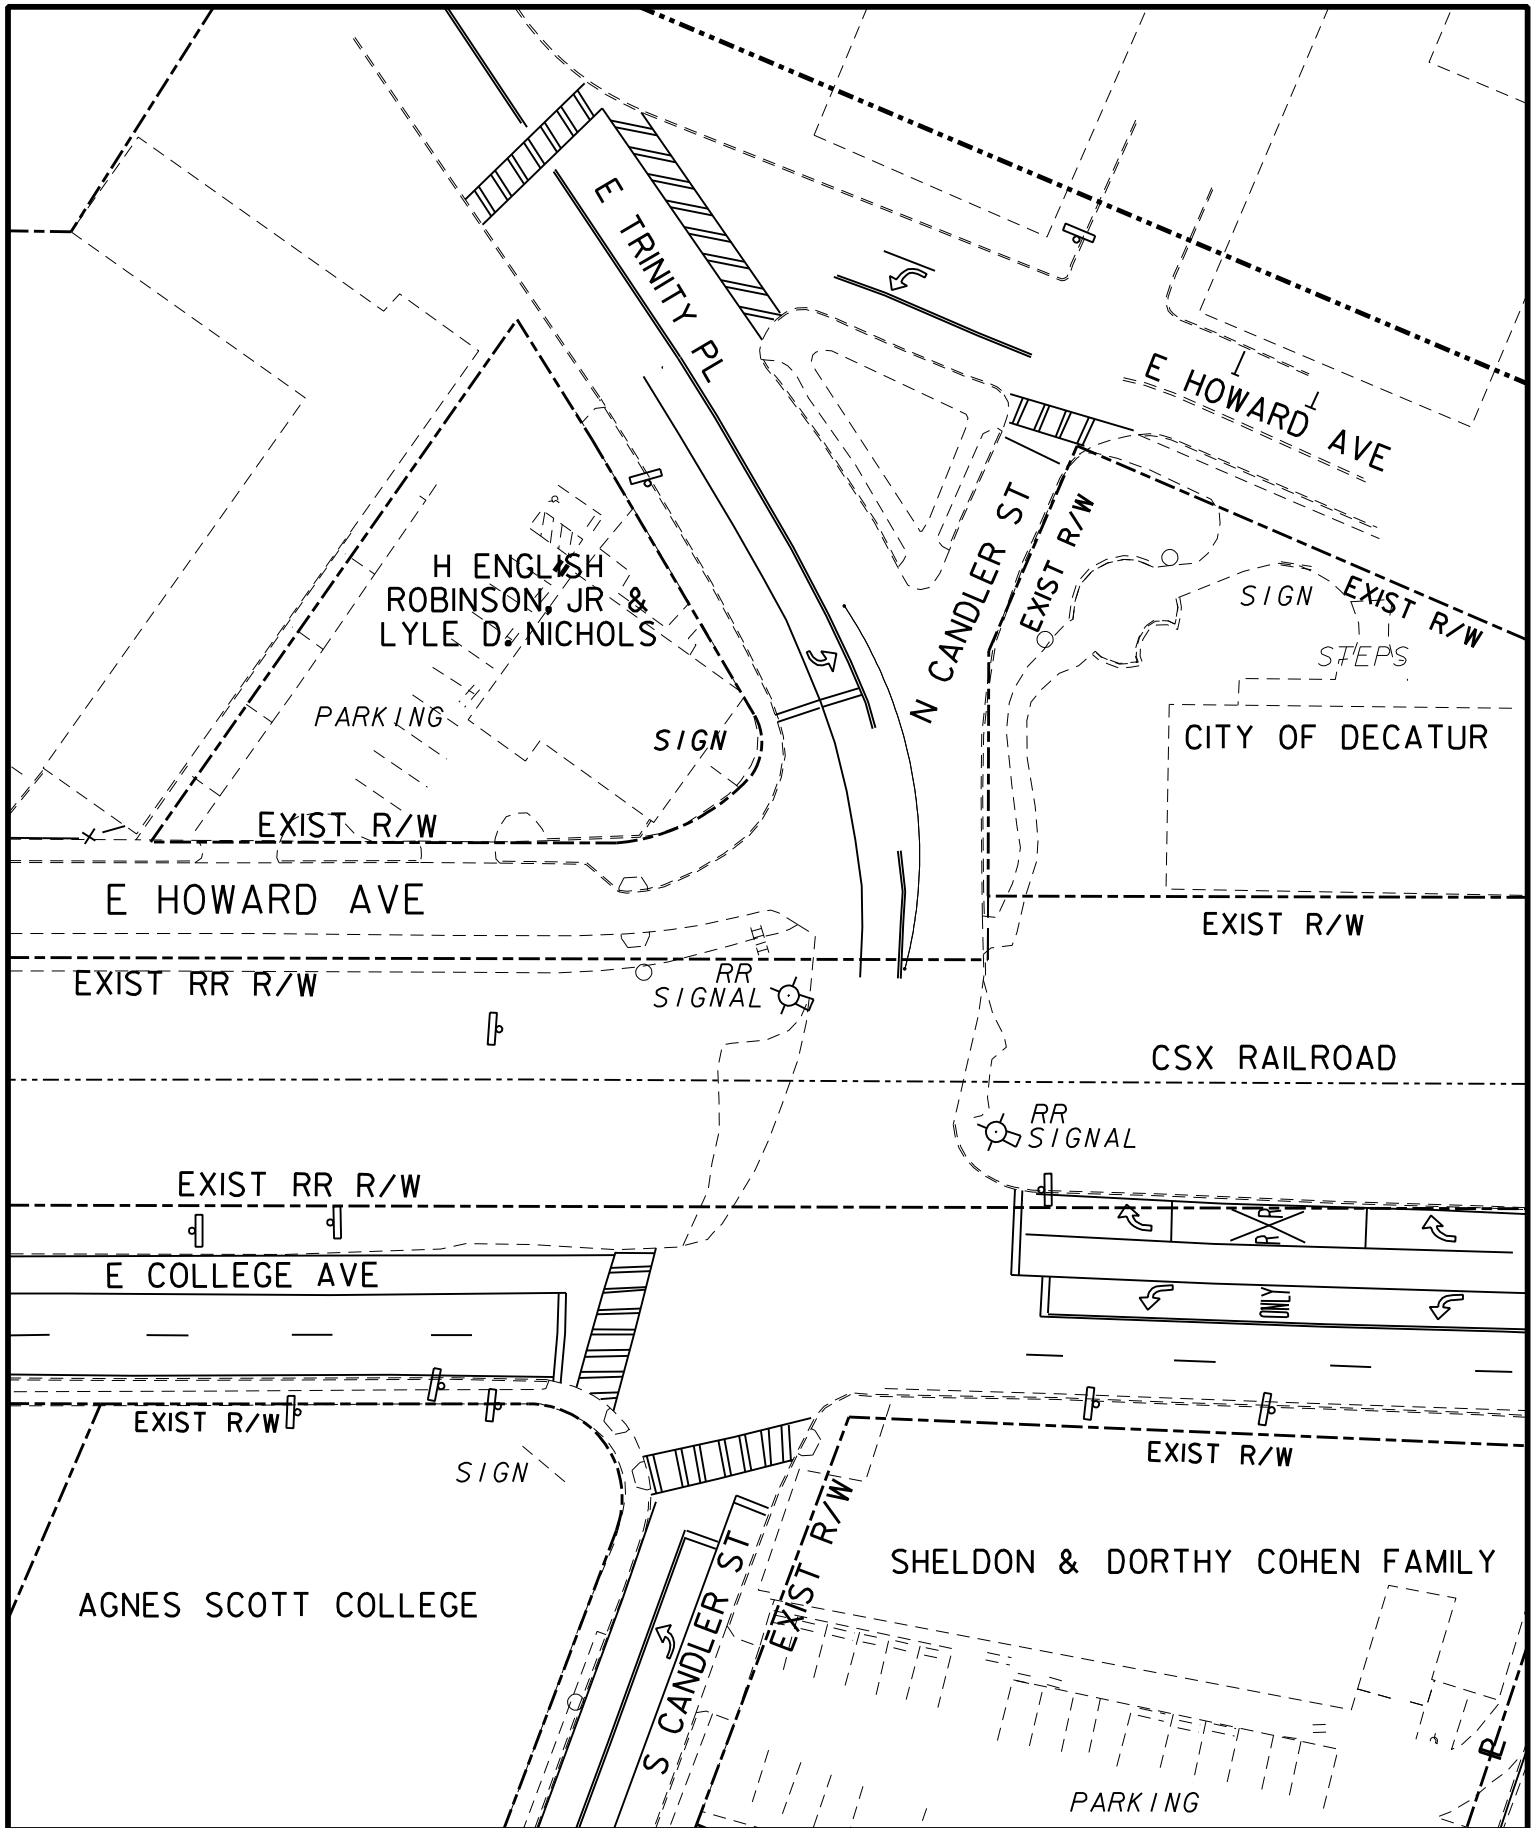 E TRINITY PL
E HOWARD AVE
N CANDLER ST
EXIST R/W
H ENGLISH
ROBINSON, JR &
LYLE D. NICHOLS
SIGN
EXIST R/W
STEPS
PARKING
SIGN
CITY OF DECATUR
EXIST R/W
E HOWARD AVE
EXIST R/W
EXIST RR R/W
RR
SIGNAL
CSX RAILROAD
RR
SIGNAL
EXIST RR R/W
R R
E COLLEGE AVE
ONLY
EXIST R/W
EXIST R/W
SIGN
EXIST R/W
S CANDLER ST
SHELDON & DORTHY COHEN FAMILY
AGNES SCOTT COLLEGE
PARKING